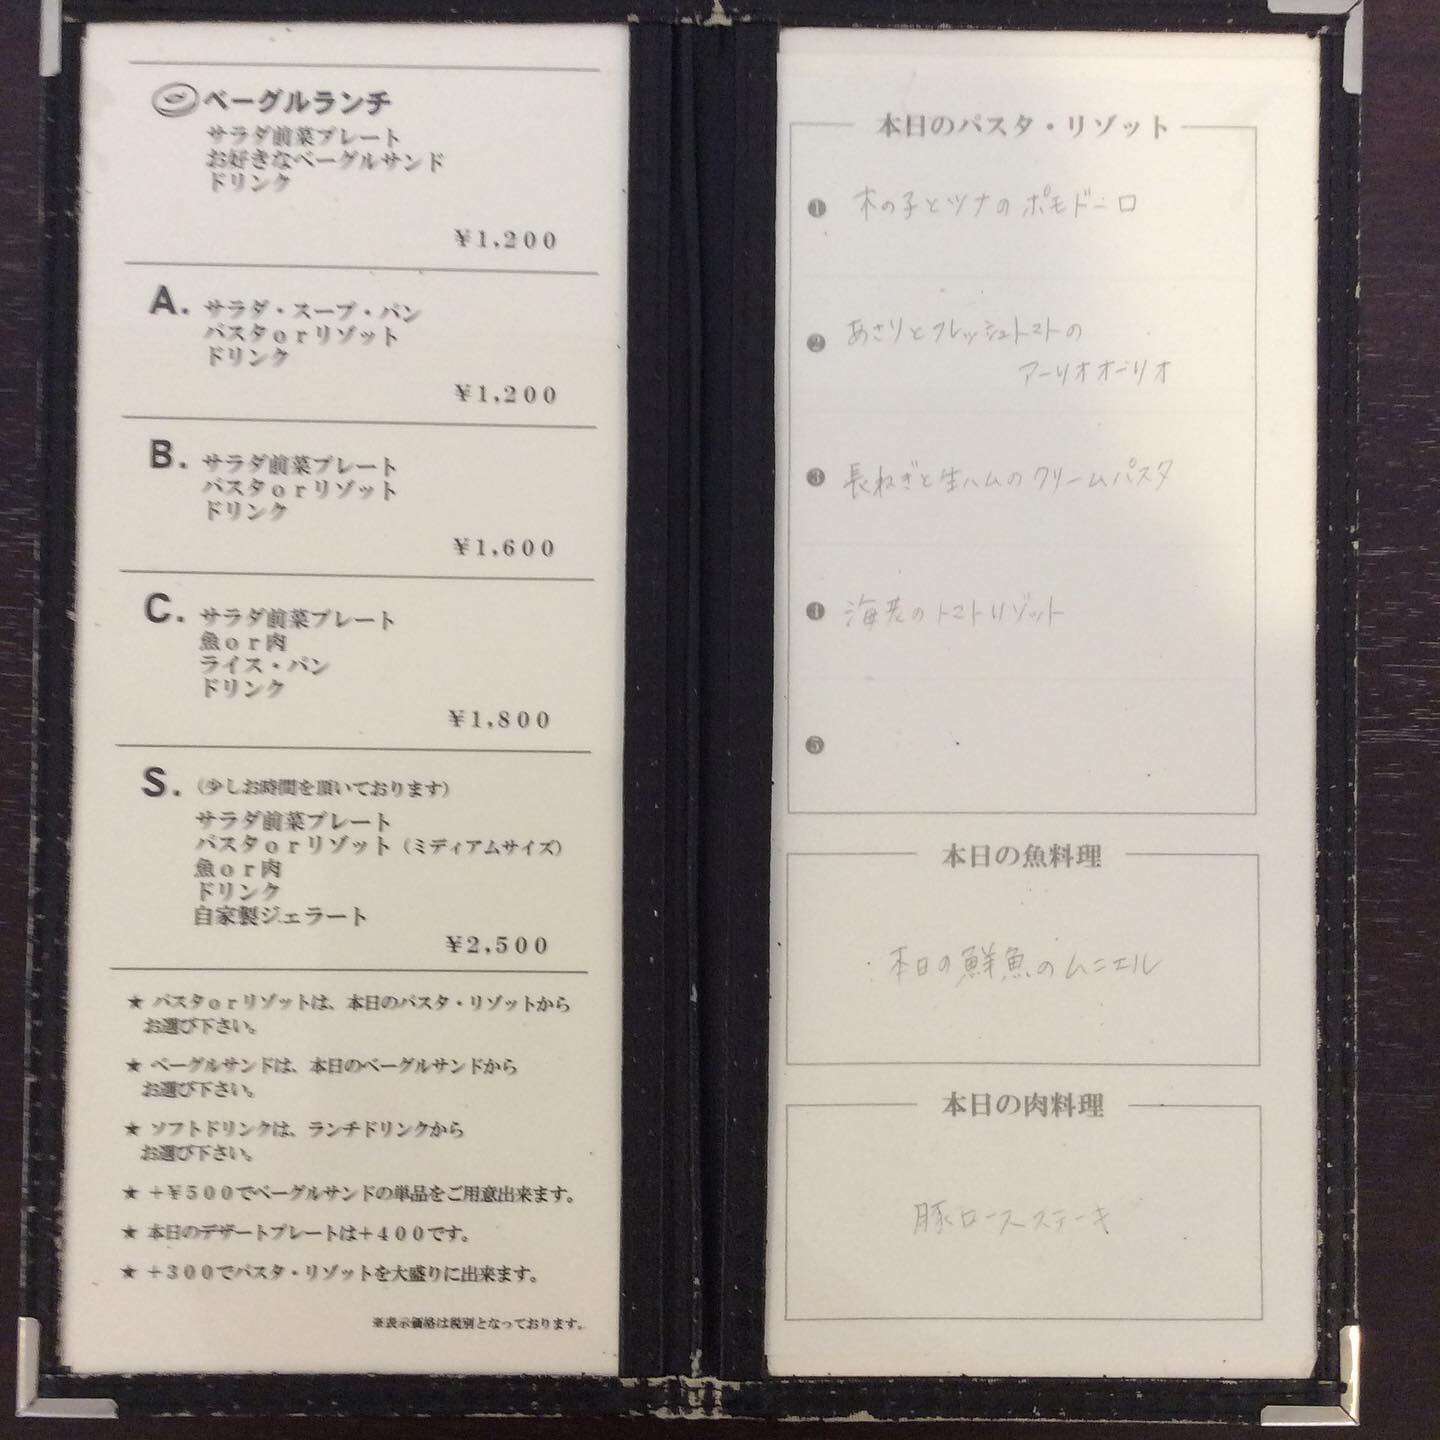 ベーグルランチ
サラダ前菜プレート
お好きなベーグルサンド
ドリンク
¥1,200
A. サラダ・スープ・パン
パスタorリゾット
ドリンク
¥1,200
B. サラダ前菜プレート
パスタorリゾット
ドリンク
¥1,600
C. サラダ前菜プレート
魚or肉
ライス・パン
ドリンク
¥1,800
S. (少しお時間を頂いております)
サラダ前菜プレート
パスタorリゾット(ミディアムサイズ)
魚or肉
ドリンク
自家製ジェラート
¥2,500
★ パスタorリゾットは、本日のパスタ・リゾットから
お選び下さい。
★ ベーグルサンドは、本日のベーグルサンドから
お選び下さい。
★ ソフトドリンクは、ランチドリンクから
お選び下さい。
★ +¥500でベーグルサンドの単品をご用意出来ます。
★ 本日のデザートプレートは+400です。
★ +300でパスタ・リゾットを大盛りに出来ます。
※表示価格は税別となっております。
本日のパスタ・リゾット
❶ 木の子とツナのポモドーロ
❷ あさりとフレッシュトマトの
アーリオオーリオ
❸ 長ねぎと生ハムのクリームパスタ
❹ 海老のトマトリゾット
❺
本日の魚料理
本日の鮮魚のムニエル
本日の肉料理
豚ロースステーキ